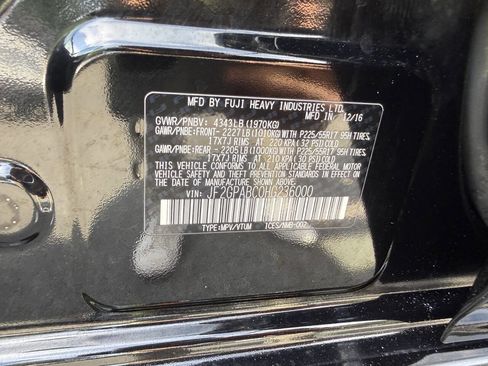 MFD BY FUJI HEAVY INDUSTRIES LTD.
MFD IN 12/16
GVWR/PNBV: 4343LB (1970KG)
GAWR/PNBE:FRONT- 2227LB(1010KG)WITH P225/55R17 95H TIRES,
17X7J RIMS AT 220 KPA( 32 PSI) COLD
GAWR/PNBE:REAR - 2205LB(1000KG)WITH P225/55R17 95H TIRES,
17X7J RIMS AT 210 KPA( 30 PSI) COLD
THIS VEHICLE CONFORMS TO ALL APPLICABLE FEDERAL MOTOR
VEHICLE SAFETY AND THEFT PREVENTION STANDARDS IN EFFECT
ON THE DATE OF MANUFACTURE SHOWN ABOVE.
VIN: JF2GPABC0HG236000
TYPE:MPV/VTUM ICES/NMB-002